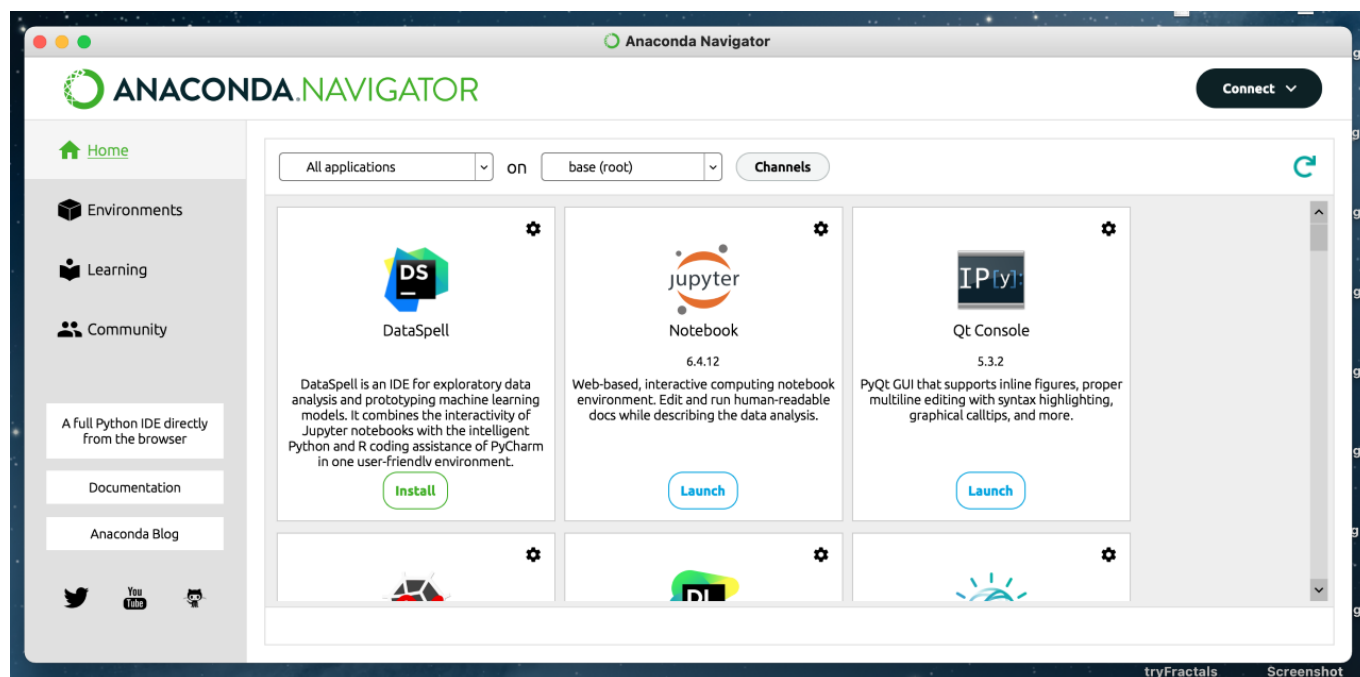 Anaconda Navigator
ANACONDA.NAVIGATOR
Connect
Home
Environments
Learning
Community
A full Python IDE directly
from the browser
Documentation
Anaconda Blog
You
Tube
All applications
on
base (root)
Channels
DS
DataSpell
DataSpell is an IDE for exploratory data
analysis and prototyping machine learning
models. It combines the interactivity of
Jupyter notebooks with the intelligent
Python and R coding assistance of PyCharm
in one user-friendly environment.
Install
jupyter
Notebook
6.4.12
Web-based, interactive computing notebook
environment. Edit and run human-readable
docs while describing the data analysis.
Launch
IP[y]:
Qt Console
5.3.2
PyQt GUI that supports inline figures, proper
multiline editing with syntax highlighting,
graphical calltips, and more.
Launch
tryFractals
Screenshot